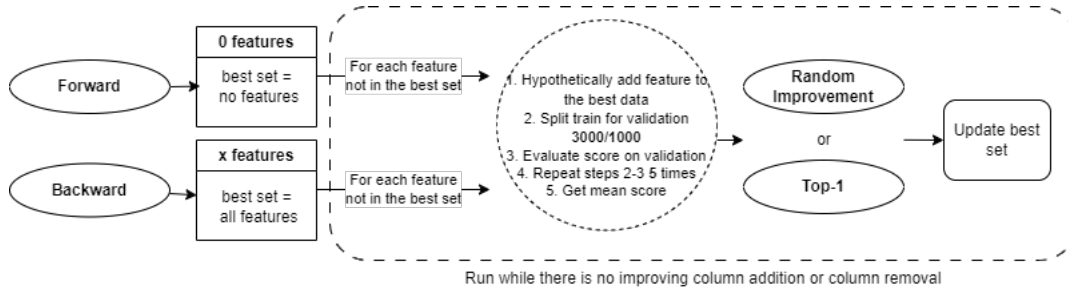 Forward
0 features
best set =
no features
For each feature
not in the best set
Backward
x features
best set =
all features
For each feature
not in the best set
1. Hypothetically add feature to
the best data
2. Split train for validation
3000/1000
3. Evaluate score on validation
4. Repeat steps 2-3 5 times
5. Get mean score
Random
Improvement
or
Top-1
Update best
set
Run while there is no improving column addition or column removal